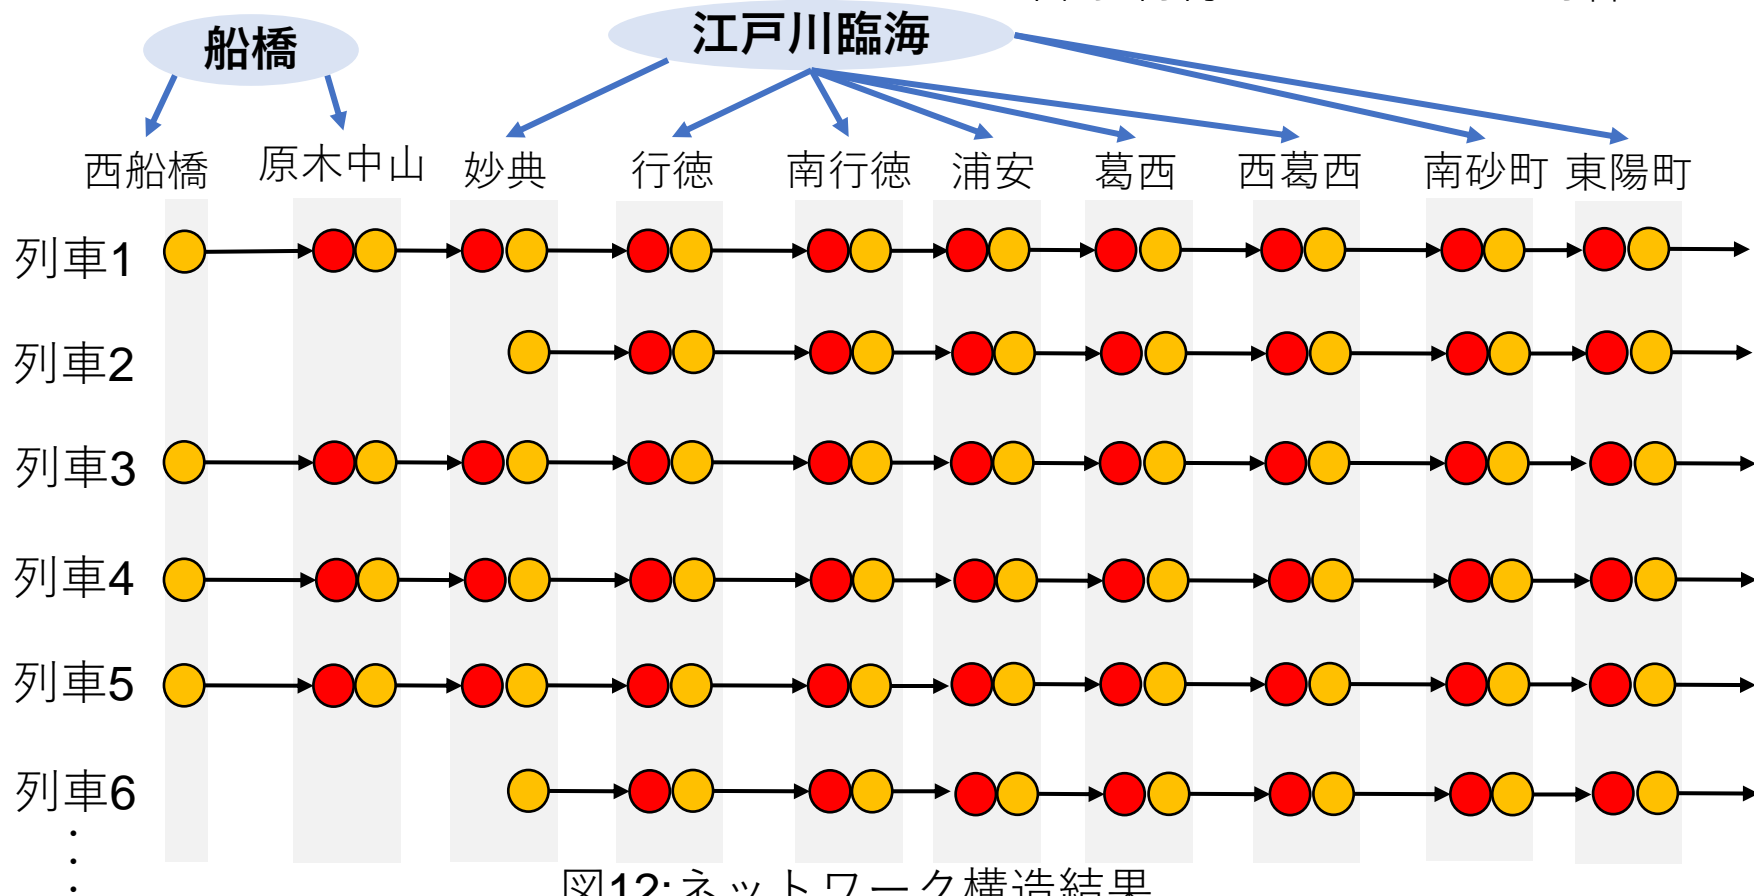 船橋 江戸川臨海
西船橋 原木中山 妙典 行徳 南行徳 浦安 葛西 西葛西 南砂町 東陽町
列車1
列車2
列車3
列車4
列車5
列車6
図12:ネットワーク構造結果